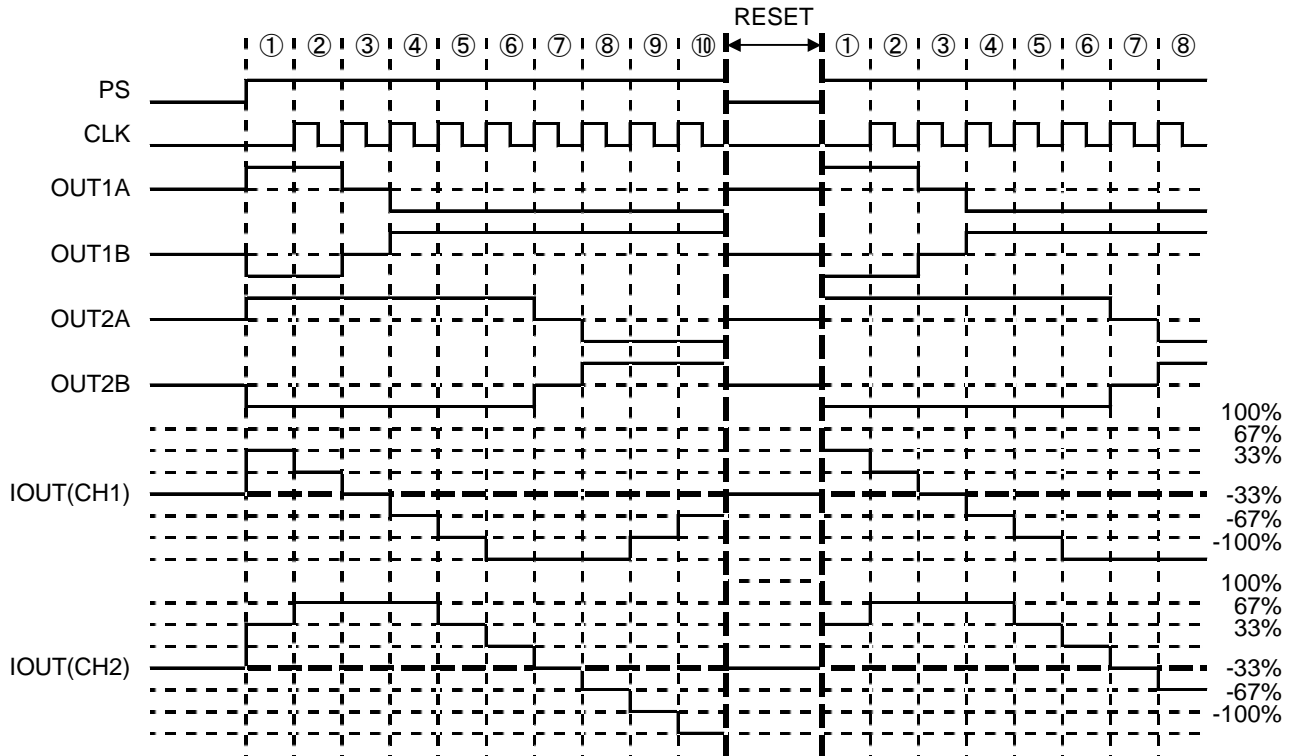 RESET
① ② ③ ④ ⑤ ⑥ ⑦ ⑧ ⑨ ⑩ ① ② ③ ④ ⑤ ⑥ ⑦ ⑧
PS
CLK
OUT1A
OUT1B
OUT2A
OUT2B
100%
67%
33%
IOUT(CH1)
-33%
-67%
-100%
100%
67%
33%
IOUT(CH2)
-33%
-67%
-100%